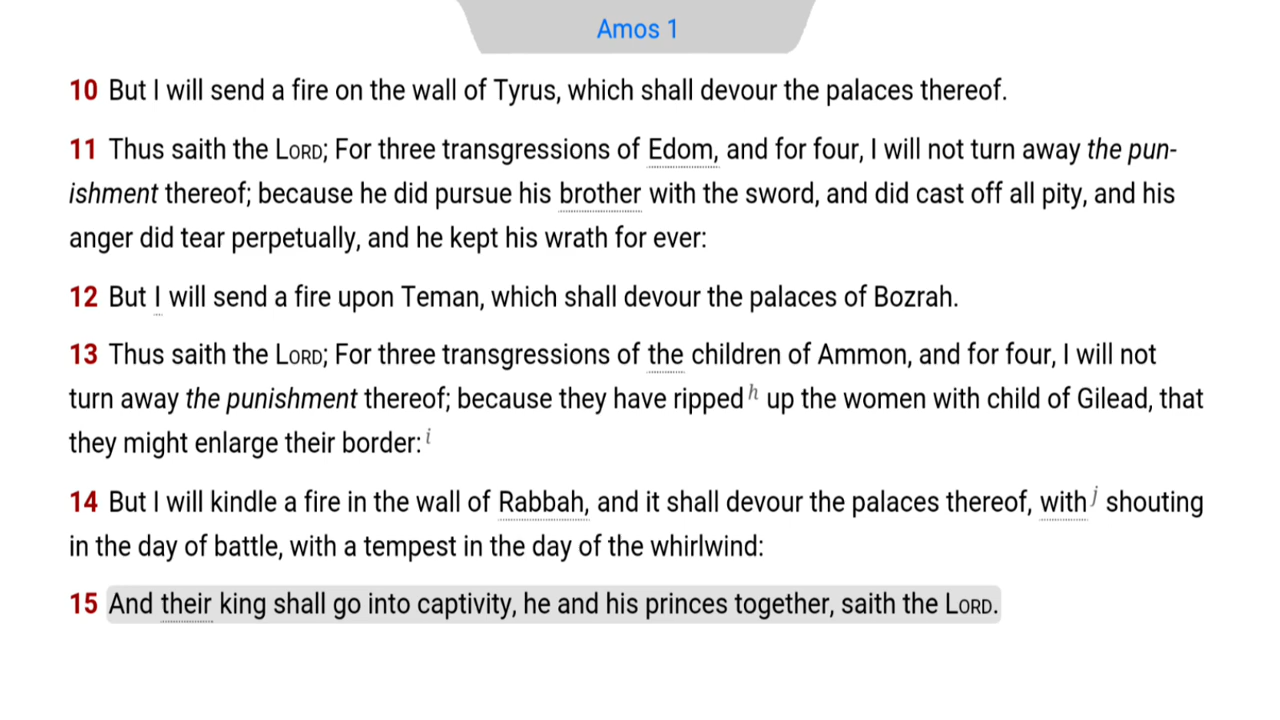 Amos 1
10 But I will send a fire on the wall of Tyrus, which shall devour the palaces thereof.
11 Thus saith the LORD; For three transgressions of Edom, and for four, I will not turn away the pun-
ishment thereof; because he did pursue his brother with the sword, and did cast off all pity, and his
anger did tear perpetually, and he kept his wrath for ever:
12 But I will send a fire upon Teman, which shall devour the palaces of Bozrah.
13 Thus saith the LORD; For three transgressions of the children of Ammon, and for four, I will not
turn away the punishment thereof; because they have ripped h up the women with child of Gilead, that
they might enlarge their border: i
14 But I will kindle a fire in the wall of Rabbah, and it shall devour the palaces thereof, with j shouting
in the day of battle, with a tempest in the day of the whirlwind:
15 And their king shall go into captivity, he and his princes together, saith the LORD.